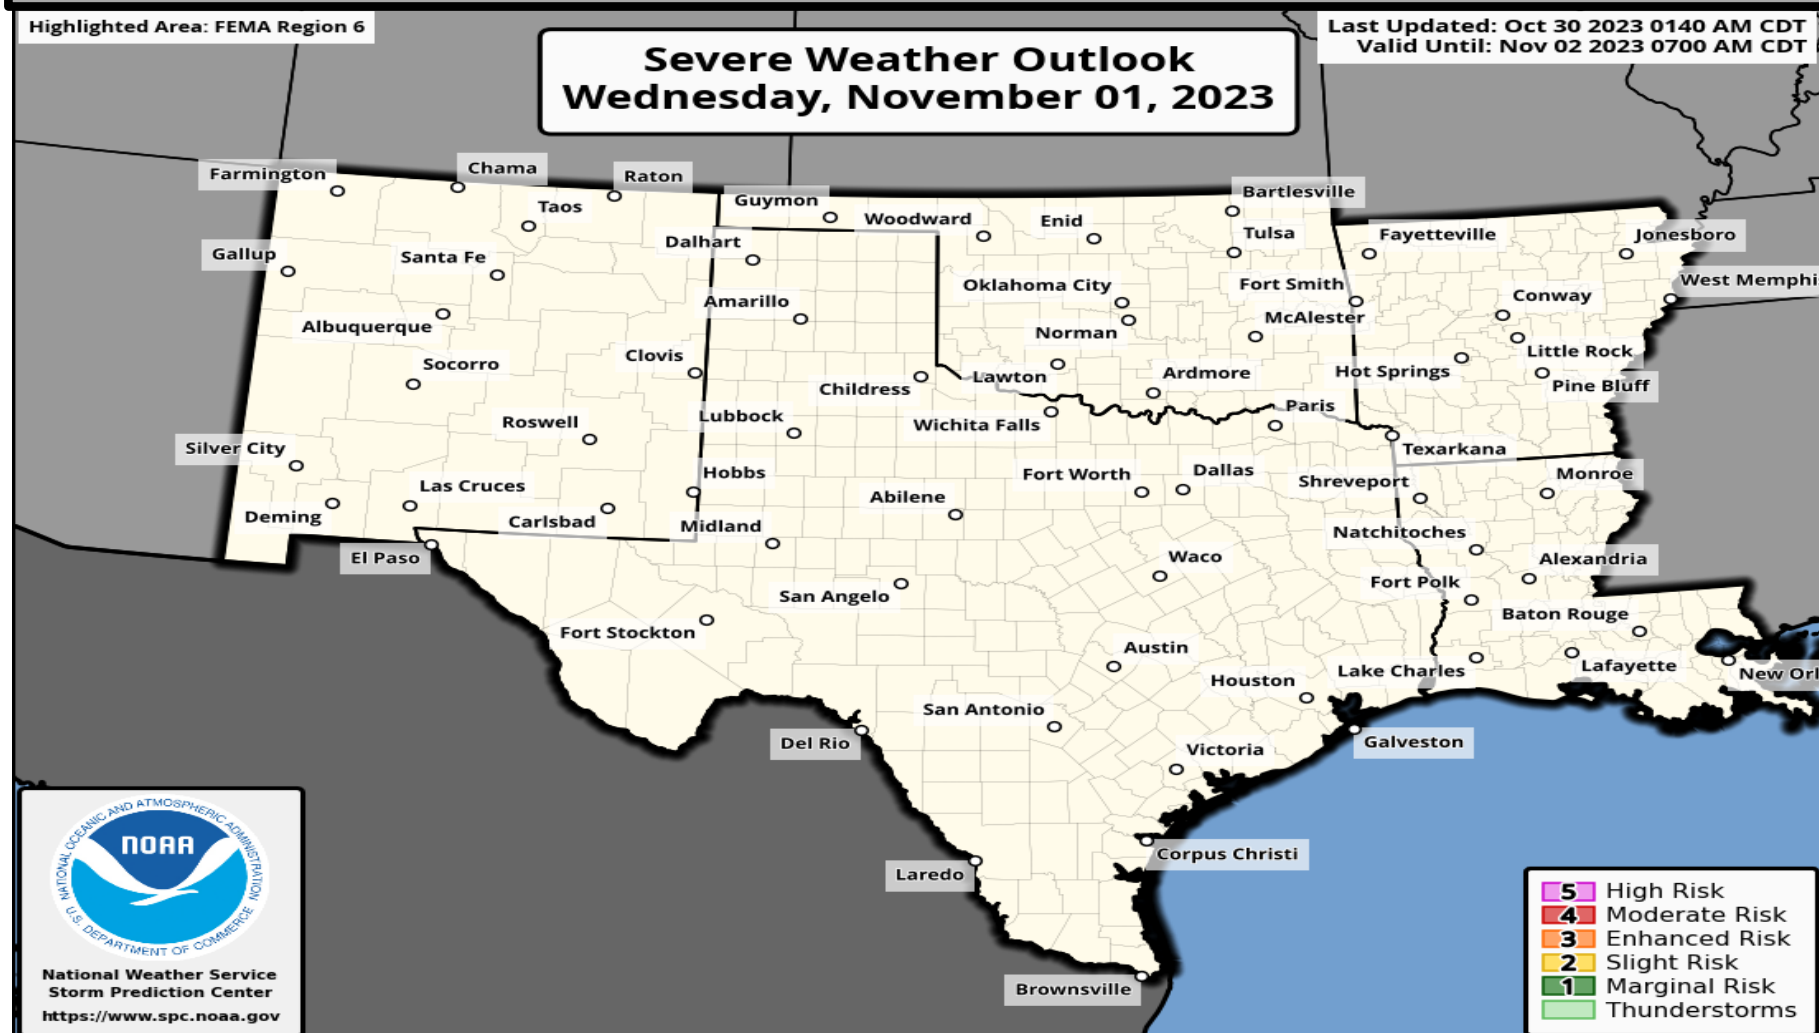 Highlighted Area: FEMA Region 6
Last Updated: Oct 30 2023 0140 AM CDT
Valid Until: Nov 02 2023 0700 AM CDT
Severe Weather Outlook
Wednesday, November 01, 2023
Farmington
Chama
Raton
Taos
Guymon
Woodward
Enid
Bartlesville
Gallup
Santa Fe
Dalhart
Tulsa
Fayetteville
Jonesboro
Albuquerque
Amarillo
Oklahoma City
Fort Smith
Conway
West Memphi
Norman
McAlester
Socorro
Clovis
Childress
Lawton
Ardmore
Hot Springs
Little Rock
Pine Bluff
Roswell
Lubbock
Wichita Falls
Paris
Texarkana
Silver City
Las Cruces
Hobbs
Abilene
Fort Worth
Dallas
Shreveport
Monroe
Deming
Carlsbad
Midland
Natchitoches
El Paso
San Angelo
Waco
Fort Polk
Alexandria
Fort Stockton
Austin
Baton Rouge
Houston
Lake Charles
Lafayette
New Orl
San Antonio
Del Rio
Victoria
Galveston
Laredo
Corpus Christi
Brownsville
NATIONAL OCEANIC AND ATMOSPHERIC ADMINISTRATION
NOAA
U.S. DEPARTMENT OF COMMERCE
National Weather Service
Storm Prediction Center
https://www.spc.noaa.gov
5 High Risk
4 Moderate Risk
3 Enhanced Risk
2 Slight Risk
1 Marginal Risk
Thunderstorms